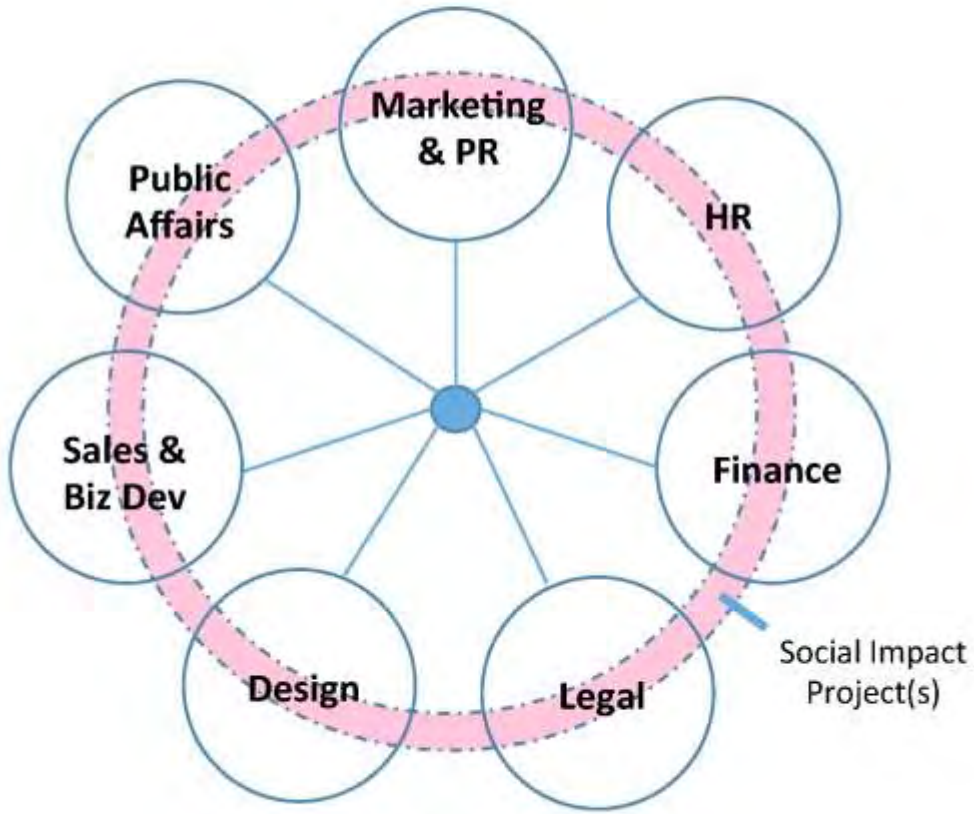 Marketing
& PR
Public
Affairs
HR
Sales &
Biz Dev
Finance
Design
Legal
Social Impact
Project(s)